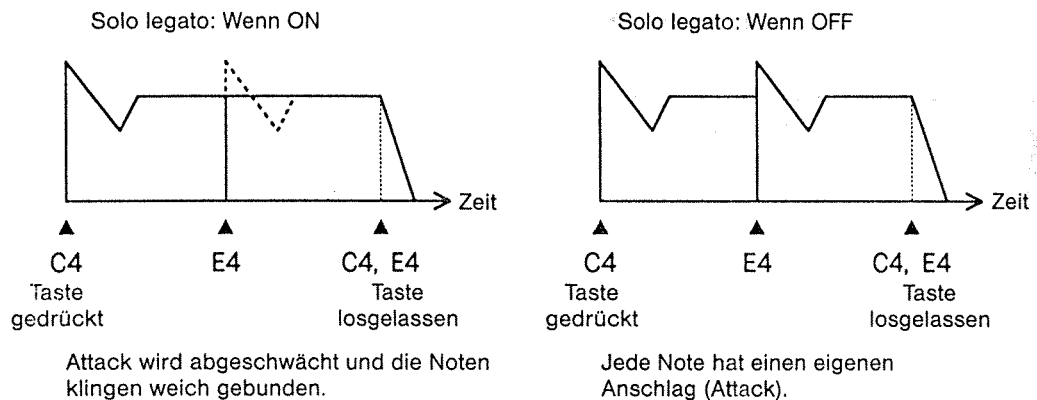 Solo legato: Wenn ON
Zeit
C4
E4
C4, E4
Taste
gedrückt
Taste
losgelassen
Attack wird abgeschwächt und die Noten
klingen weich gebunden.
Solo legato: Wenn OFF
Zeit
C4
E4
C4, E4
Taste
gedrückt
Taste
losgelassen
Jede Note hat einen eigenen
Anschlag (Attack).